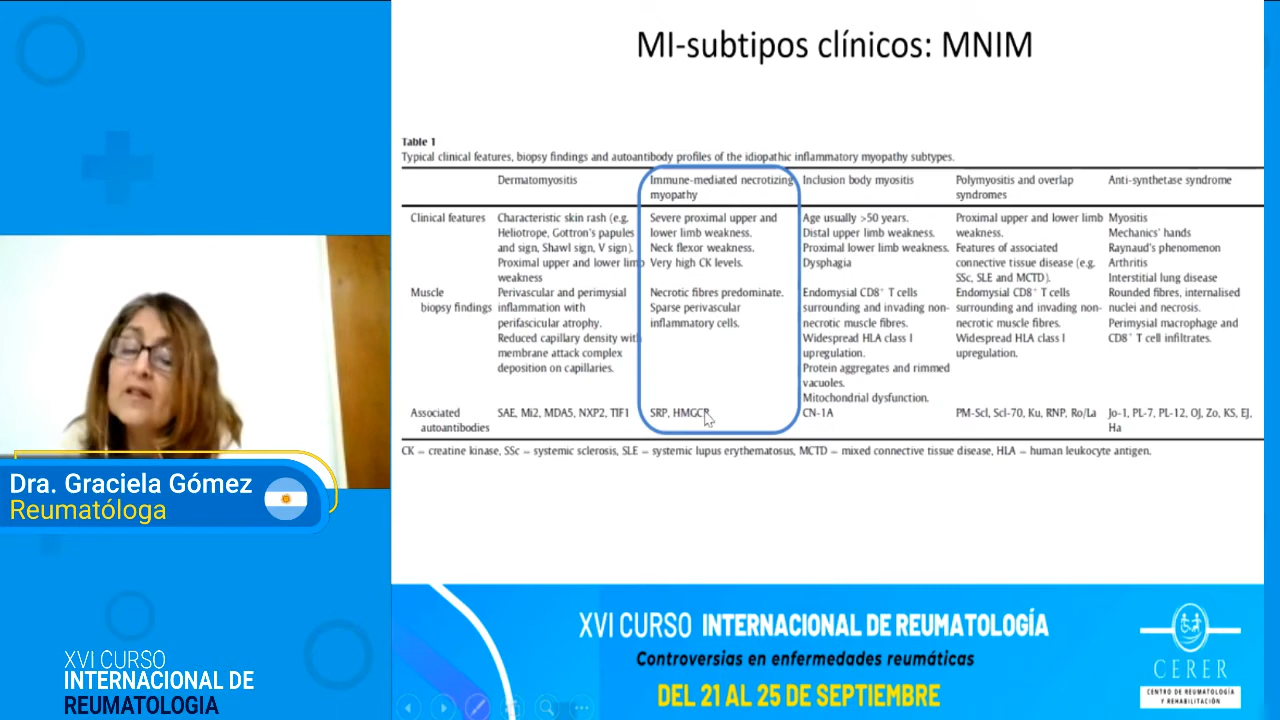 MI-subtipos clínicos: MNIM
Table 1
Typical clinical features, biopsy findings and autoantibody profiles of the idiopathic inflammatory myopathy subtypes.
Dermatomyositis
Immune-mediated necrotizing
myopathy
Inclusion body myositis
Polymyositis and overlap
syndromes
Anti-synthetase syndrome
Clinical features
Characteristic skin rash (e.g.
Heliotrope, Gottron's papules
and sign, Shawl sign, V sign).
Proximal upper and lower limb
weakness
Severe proximal upper and
lower limb weakness.
Neck flexor weakness.
Very high CK levels.
Age usually >50 years.
Distal upper limb weakness.
Proximal lower limb weakness.
Dysphagia
Proximal upper and lower limb
weakness.
Features of associated
connective tissue disease (e.g.
SSc, SLE and MCTD).
Myositis
Mechanics' hands
Raynaud's phenomenon
Arthritis
Interstitial lung disease
Muscle
biopsy findings
Perivascular and perimysial
inflammation with
perifascicular atrophy.
Reduced capillary density with
membrane attack complex
deposition on capillaries.
Necrotic fibres predominate.
Sparse perivascular
inflammatory cells.
Endomysial CD8⁺ T cells
surrounding and invading non-
necrotic muscle fibres.
Widespread HLA class I
upregulation.
Protein aggregates and rimmed
vacuoles.
Mitochondrial dysfunction.
Endomysial CD8⁺ T cells
surrounding and invading non-
necrotic muscle fibres.
Widespread HLA class I
upregulation.
Rounded fibres, internalised
nuclei and necrosis.
Perimysial macrophage and
CD8⁺ T cell infiltrates.
Associated
autoantibodies
SAE, Mi2, MDA5, NXP2, TIF1
SRP, HMGCR
CN-1A
PM-Scl, Scl-70, Ku, RNP, Ro/La
Jo-1, PL-7, PL-12, OJ, Zo, KS, EJ,
Ha
CK = creatine kinase, SSc = systemic sclerosis, SLE = systemic lupus erythematosus, MCTD = mixed connective tissue disease, HLA = human leukocyte antigen.
Dra. Graciela Gómez
Reumatóloga
XVI CURSO
INTERNACIONAL DE
REUMATOLOGIA
XVI CURSO INTERNACIONAL DE REUMATOLOGÍA
Controversias en enfermedades reumáticas
DEL 21 AL 25 DE SEPTIEMBRE
CERER
CENTRO DE REUMATOLOGÍA
Y REHABILITACIÓN